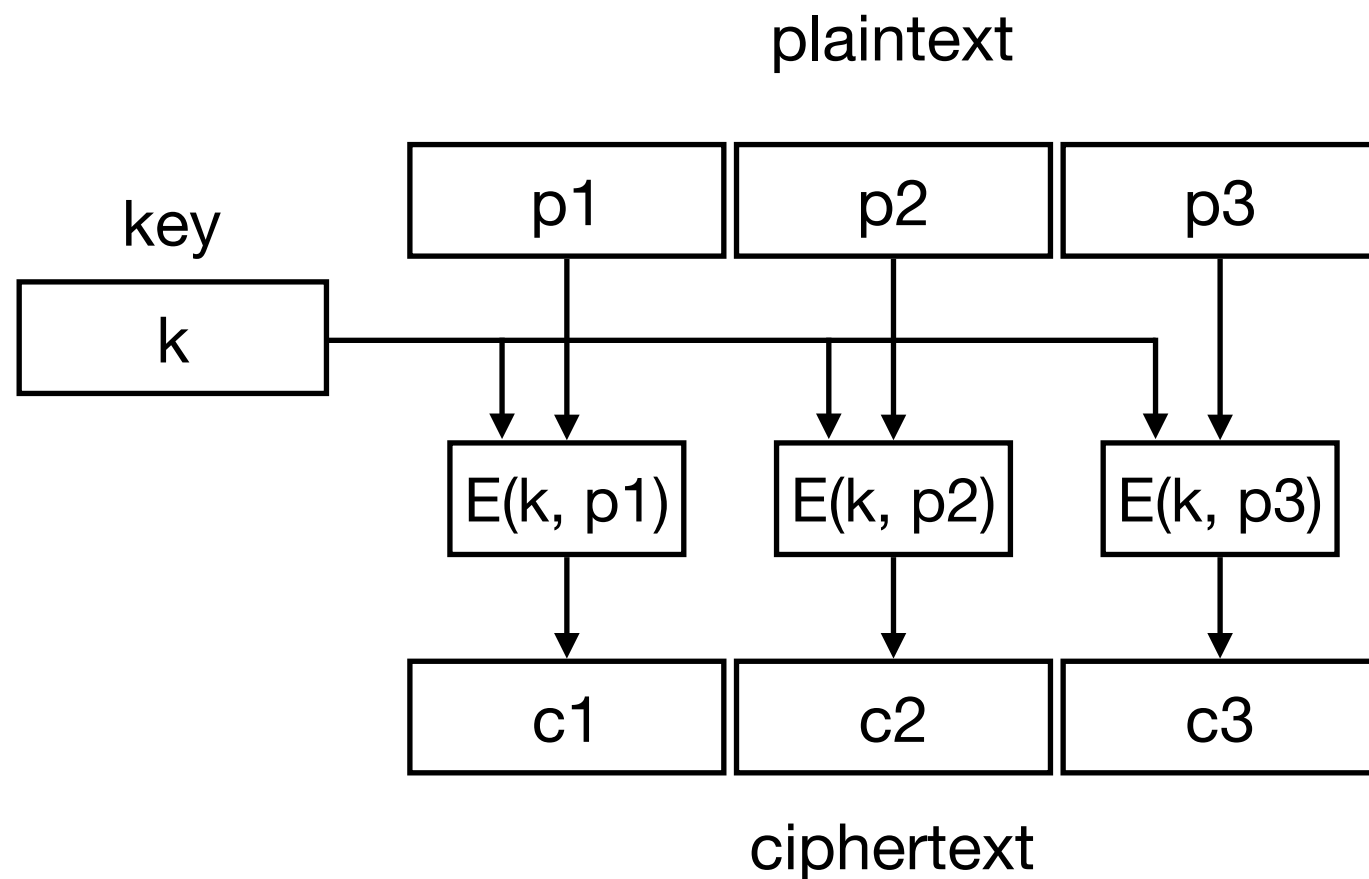 plaintext
p1 p2 p3
key
k
E(k, p1) E(k, p2) E(k, p3)
c1 c2 c3
ciphertext